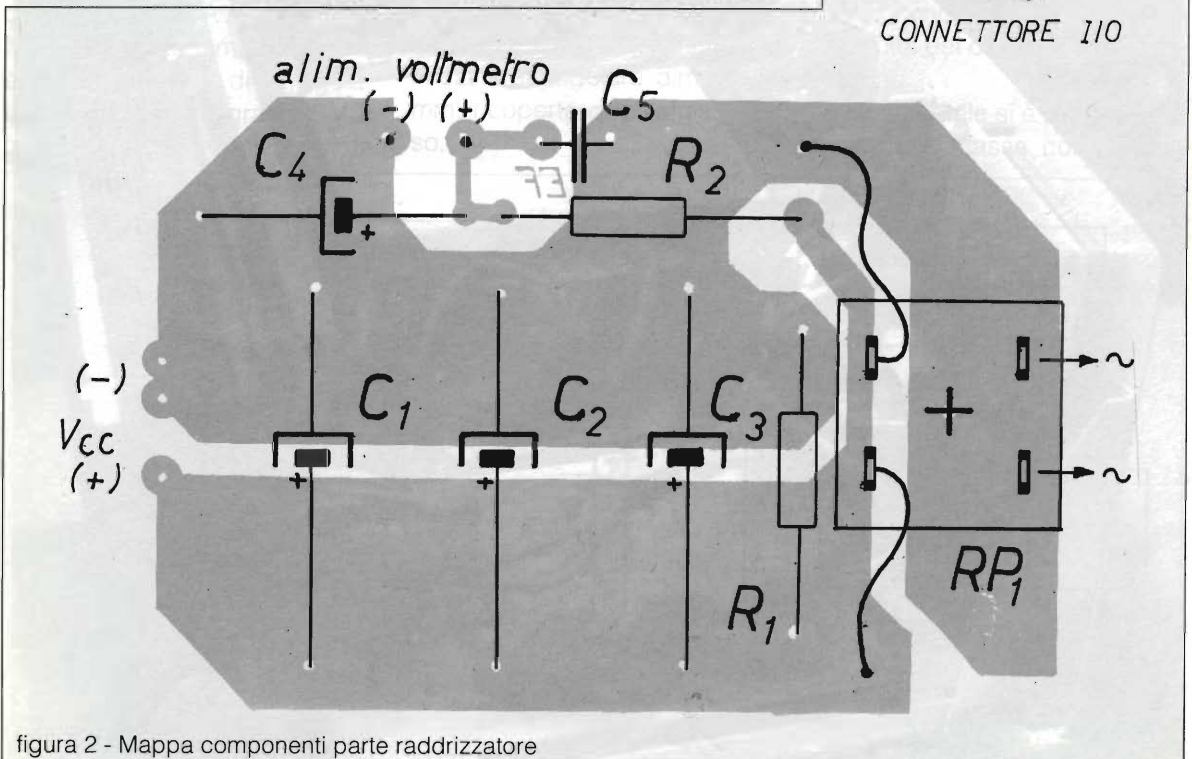 CONNETTORE I10
alim. voltmetro
(-) (+)
C5
C4
R2
+
(-)
Vcc
(+)
C1
C2
C3
+
+
+
+
~
~
R1
RP1
figura 2 - Mappa componenti parte raddrizzatore